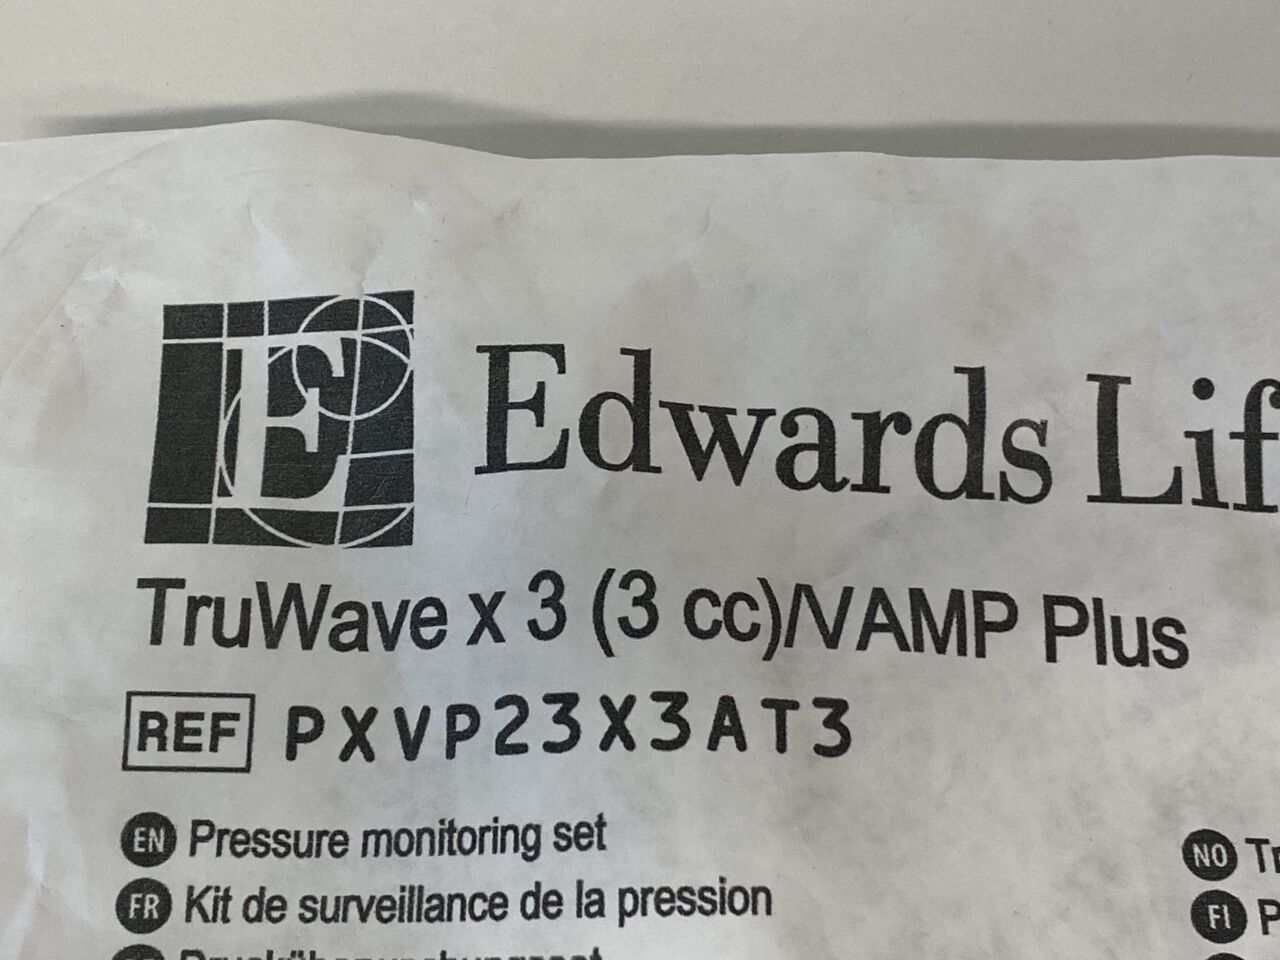 E Edwards Lif
TruWave x 3 (3 cc)/VAMP Plus
REF PXVP23X3AT3
EN Pressure monitoring set
FR Kit de surveillance de la pression
NO
FI